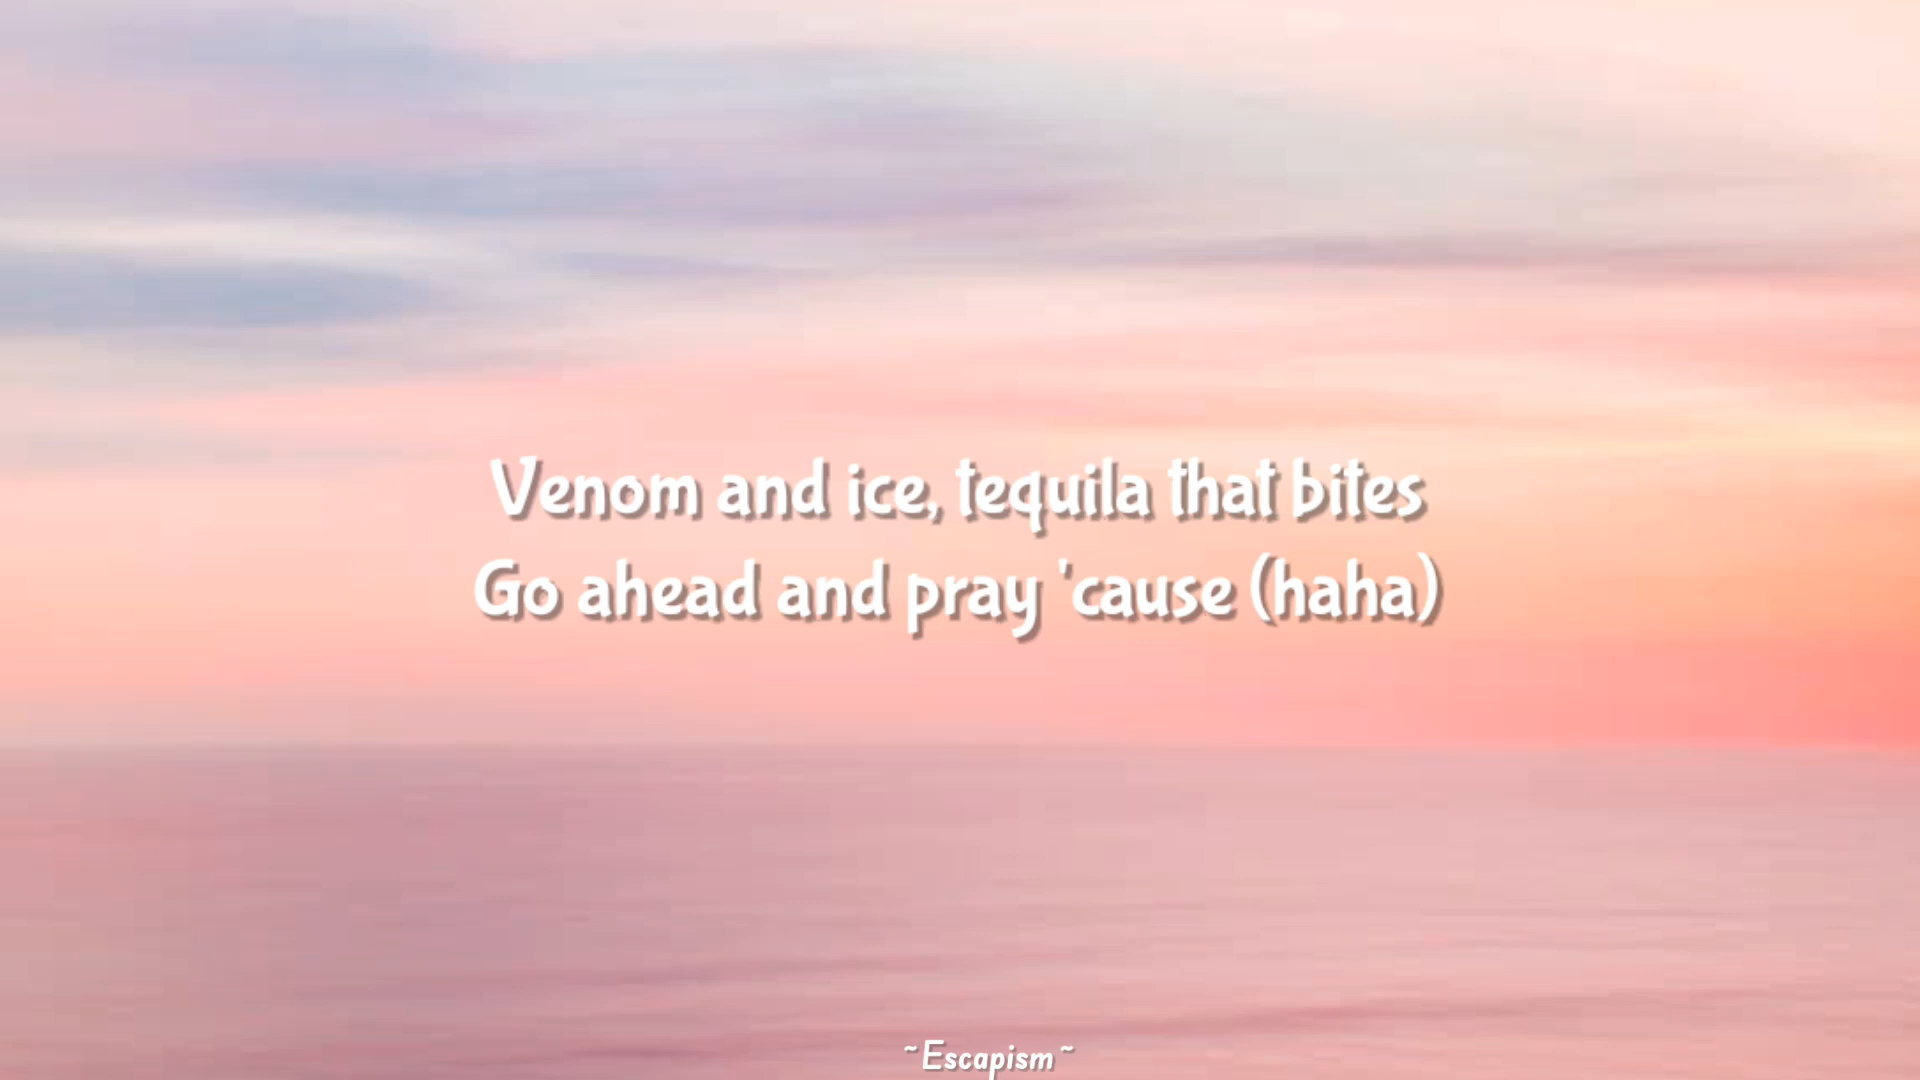 Venom and ice, tequila that bites
Go ahead and pray 'cause (haha)
~Escapism~